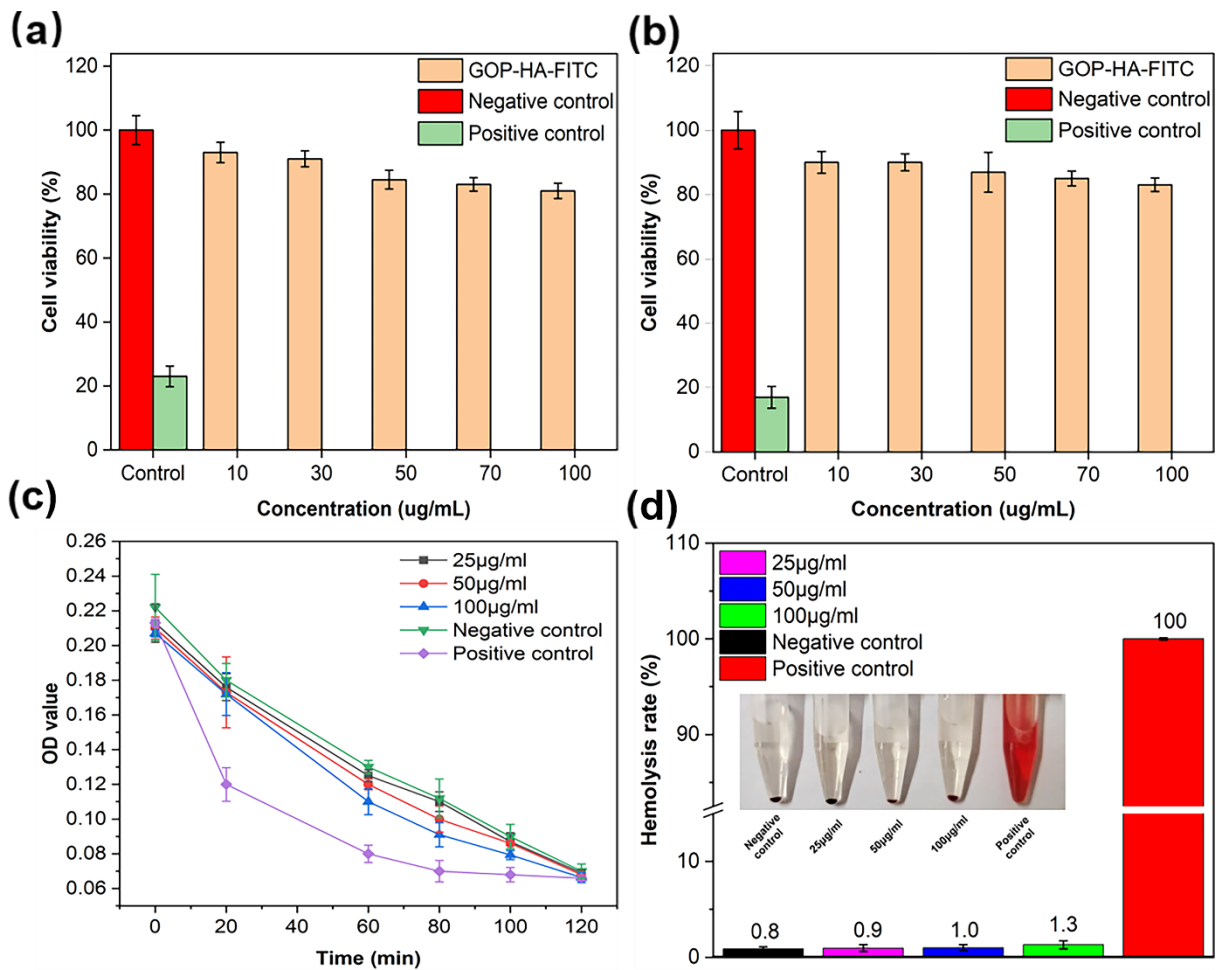 (a)
120
100
80
60
40
20
0
Cell viability (%)
GOP-HA-FITC
Negative control
Positive control
Control 10 30 50 70 100
Concentration (ug/mL)
(b)
120
100
80
60
40
20
0
Cell viability (%)
GOP-HA-FITC
Negative control
Positive control
Control 10 30 50 70 100
Concentration (ug/mL)
(c)
0.26
0.24
0.22
0.20
0.18
0.16
0.14
0.12
0.10
0.08
0.06
OD value
25μg/ml
50μg/ml
100μg/ml
Negative control
Positive control
0 20 40 60 80 100 120
Time (min)
(d)
110
100
90
10
0
Hemolysis rate (%)
25μg/ml
50μg/ml
100μg/ml
Negative control
Positive control
100
Negative control
25μg/ml
50μg/ml
100μg/ml
Positive control
0.8 0.9 1.0 1.3